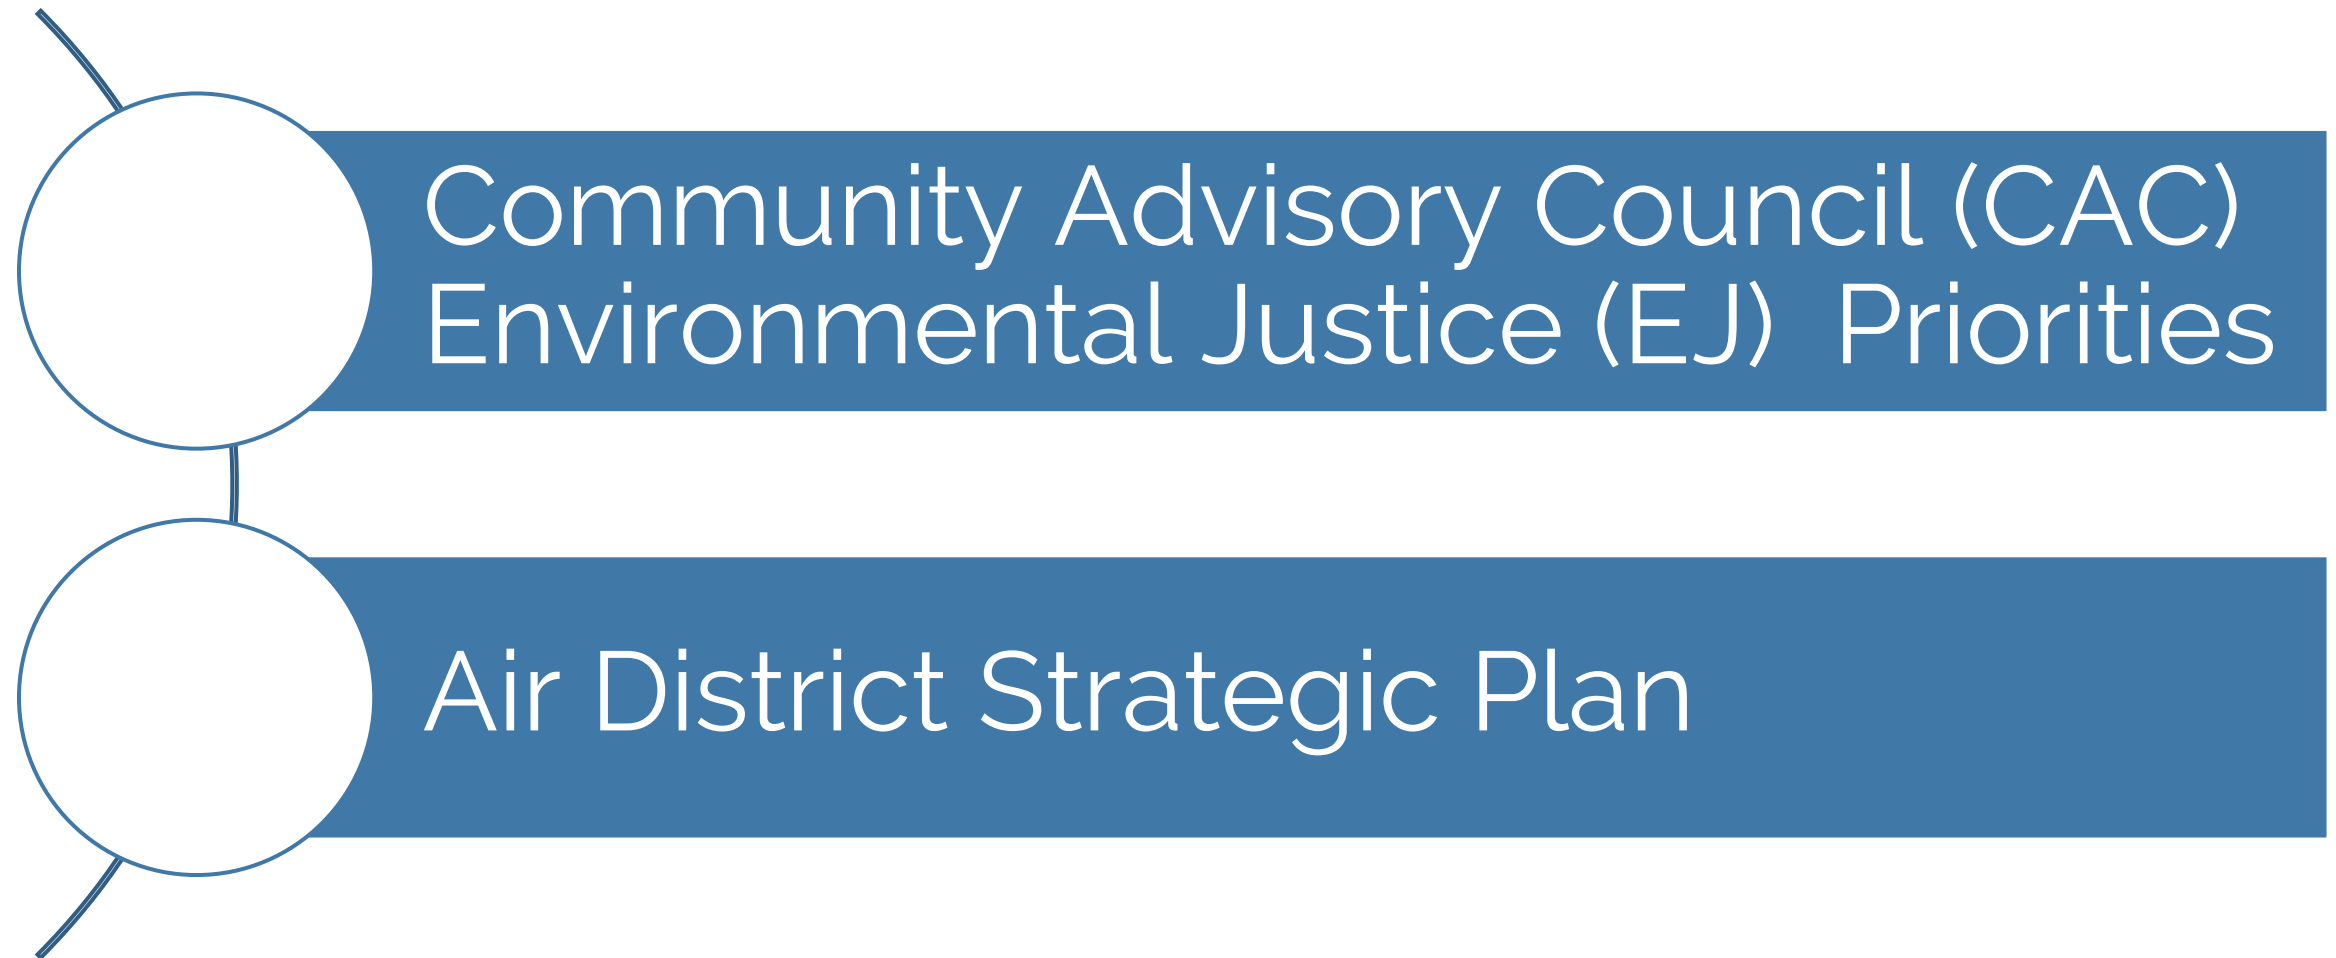 Community Advisory Council (CAC)
Environmental Justice (EJ)  Priorities
Air District Strategic Plan